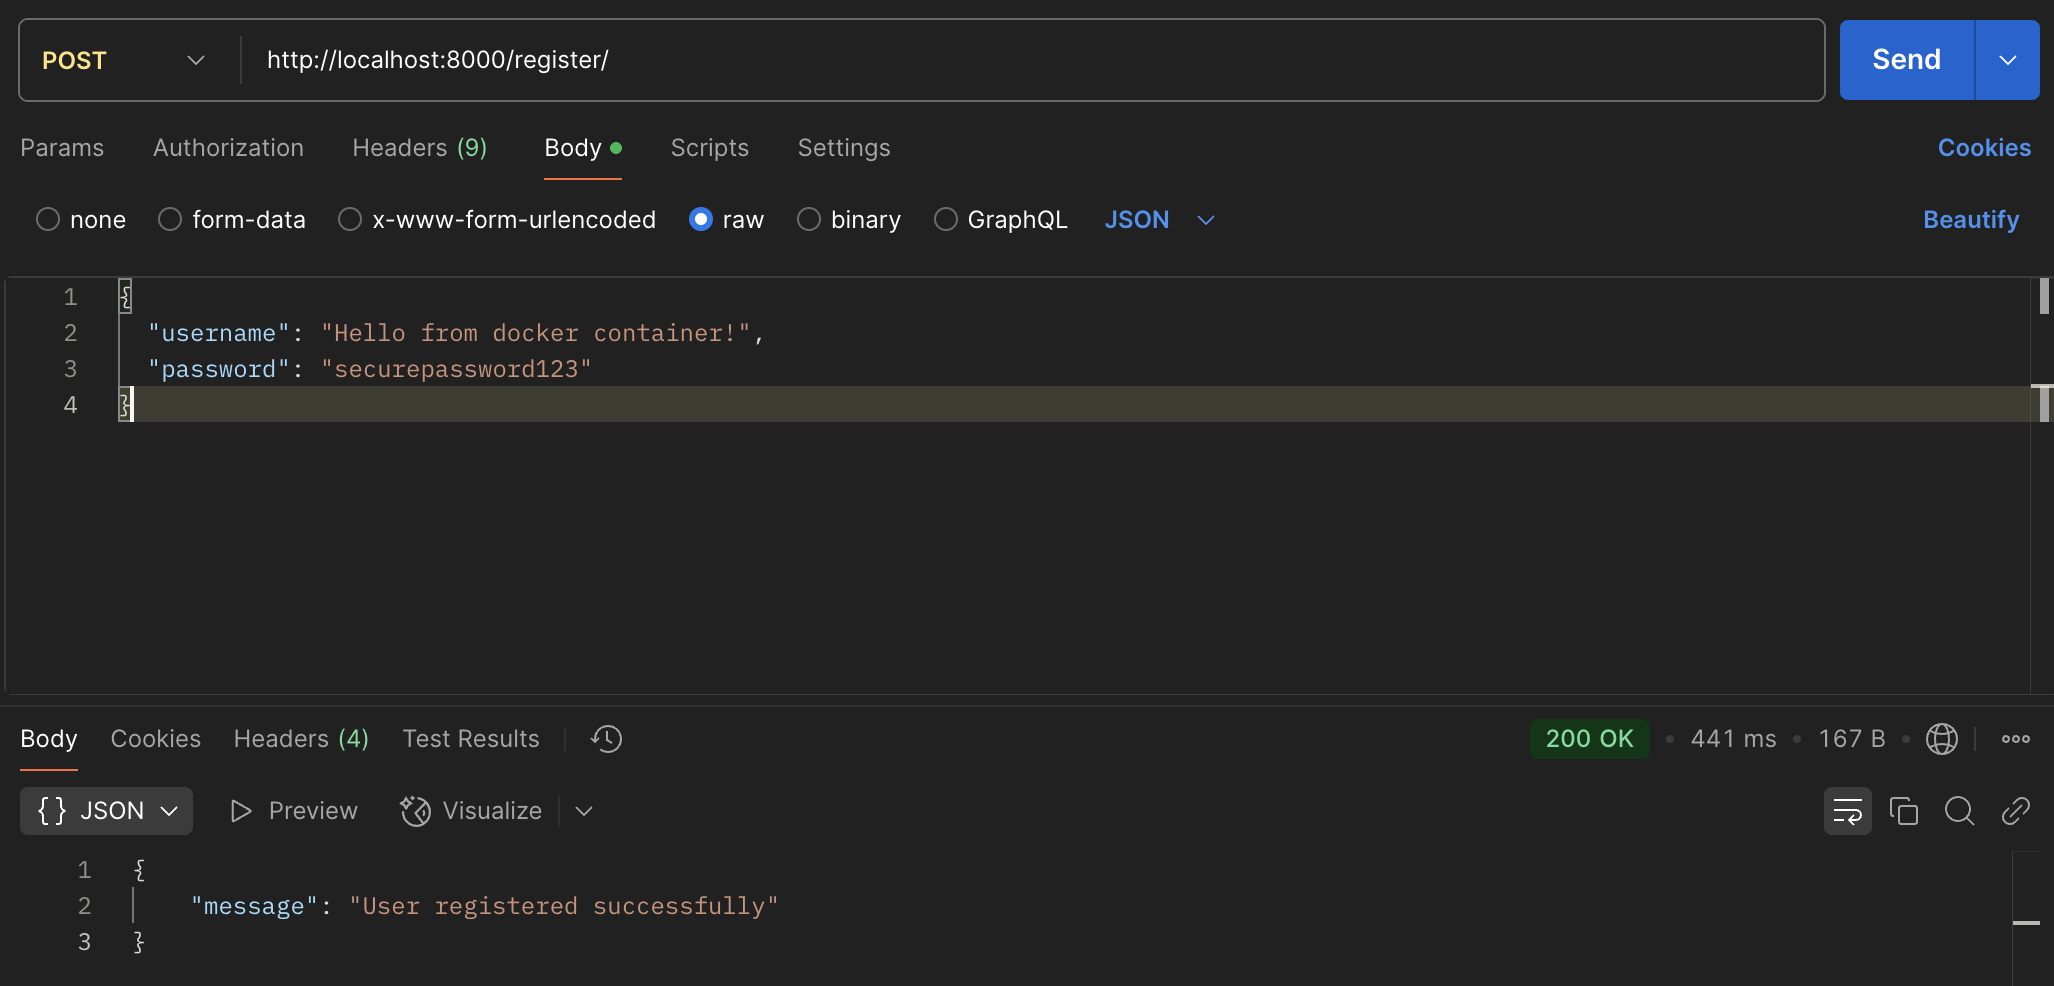 POST http://localhost:8000/register/ Send
Params Authorization Headers (9) Body Scripts Settings Cookies
none form-data x-www-form-urlencoded raw binary GraphQL JSON Beautify
1 {
2 "username": "Hello from docker container!",
3 "password": "securepassword123"
4 }
Body Cookies Headers (4) Test Results 200 OK 441 ms 167 B
{} JSON Preview Visualize
1 {
2 "message": "User registered successfully"
3 }